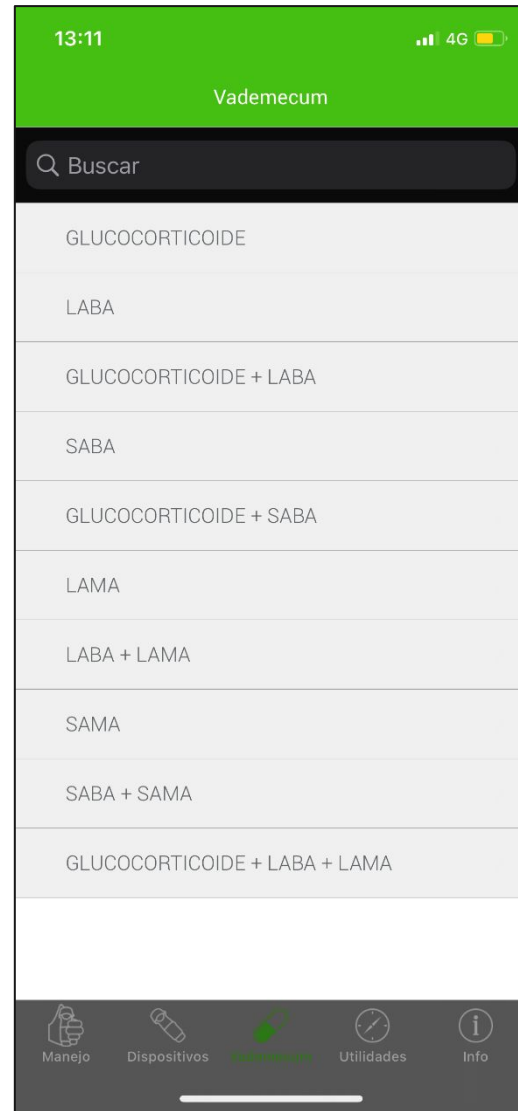 13:11
4G
Vademecum
Buscar
GLUCOCORTICOIDE
LABA
GLUCOCORTICOIDE + LABA
SABA
GLUCOCORTICOIDE + SABA
LAMA
LABA + LAMA
SAMA
SABA + SAMA
GLUCOCORTICOIDE + LABA + LAMA
Manejo Dispositivos Vademecum Utilidades Info